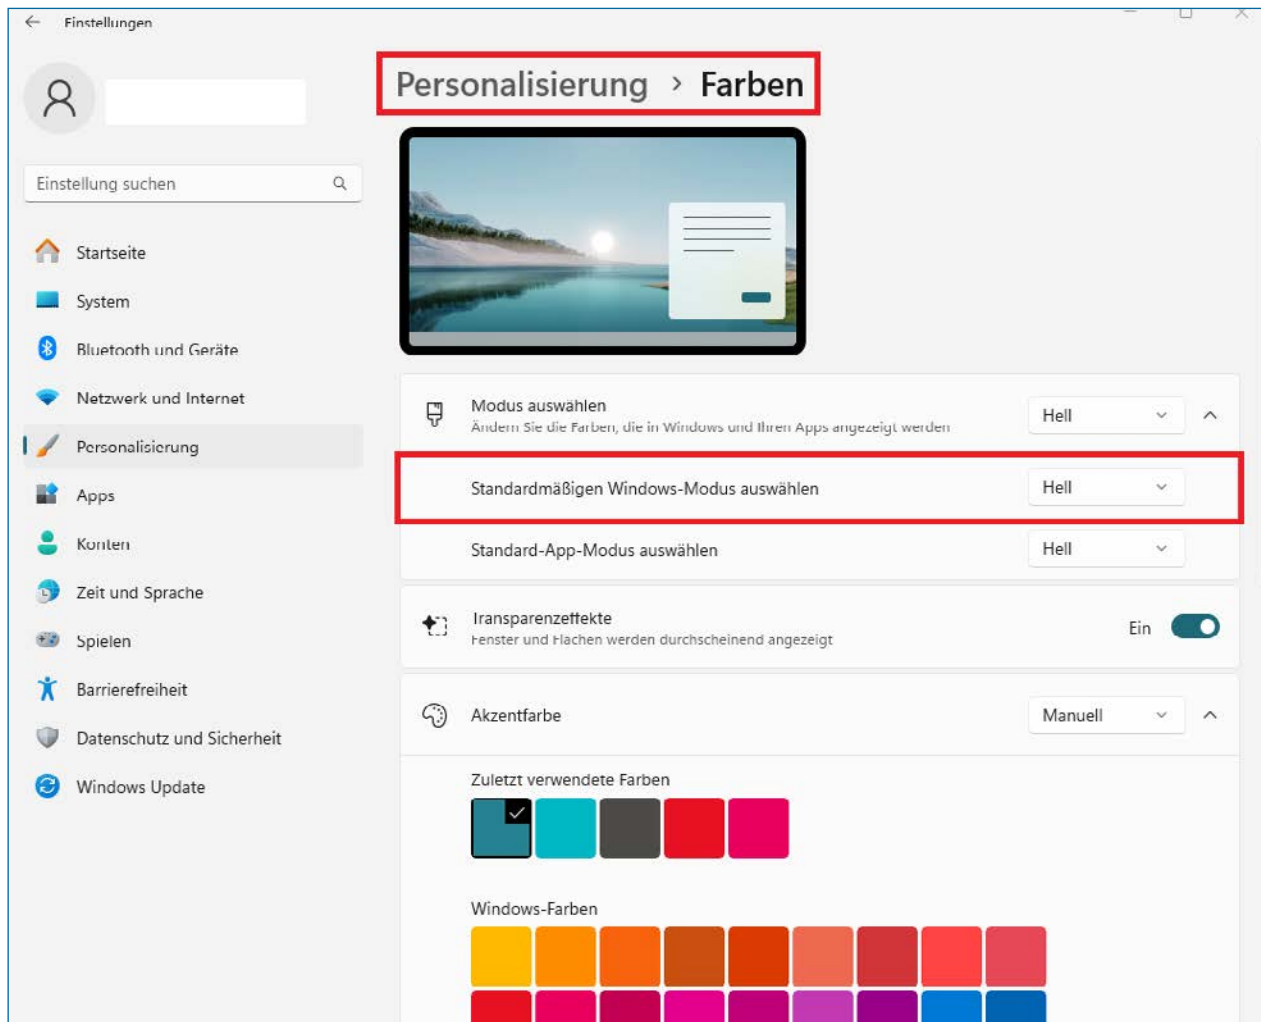 Einstellungen
Personalisierung > Farben
Einstellung suchen
Startseite
System
Bluetooth und Geräte
Netzwerk und Internet
Personalisierung
Apps
Konten
Zeit und Sprache
Spielen
Barrierefreiheit
Datenschutz und Sicherheit
Windows Update
Modus auswählen
Ändern Sie die Farben, die in Windows und Ihren Apps angezeigt werden
Hell
Standardmäßigen Windows-Modus auswählen
Hell
Standard-App-Modus auswählen
Hell
Transparenzeffekte
Fenster und Flächen werden durchscheinend angezeigt
Ein
Akzentfarbe
Manuell
Zuletzt verwendete Farben
Windows-Farben